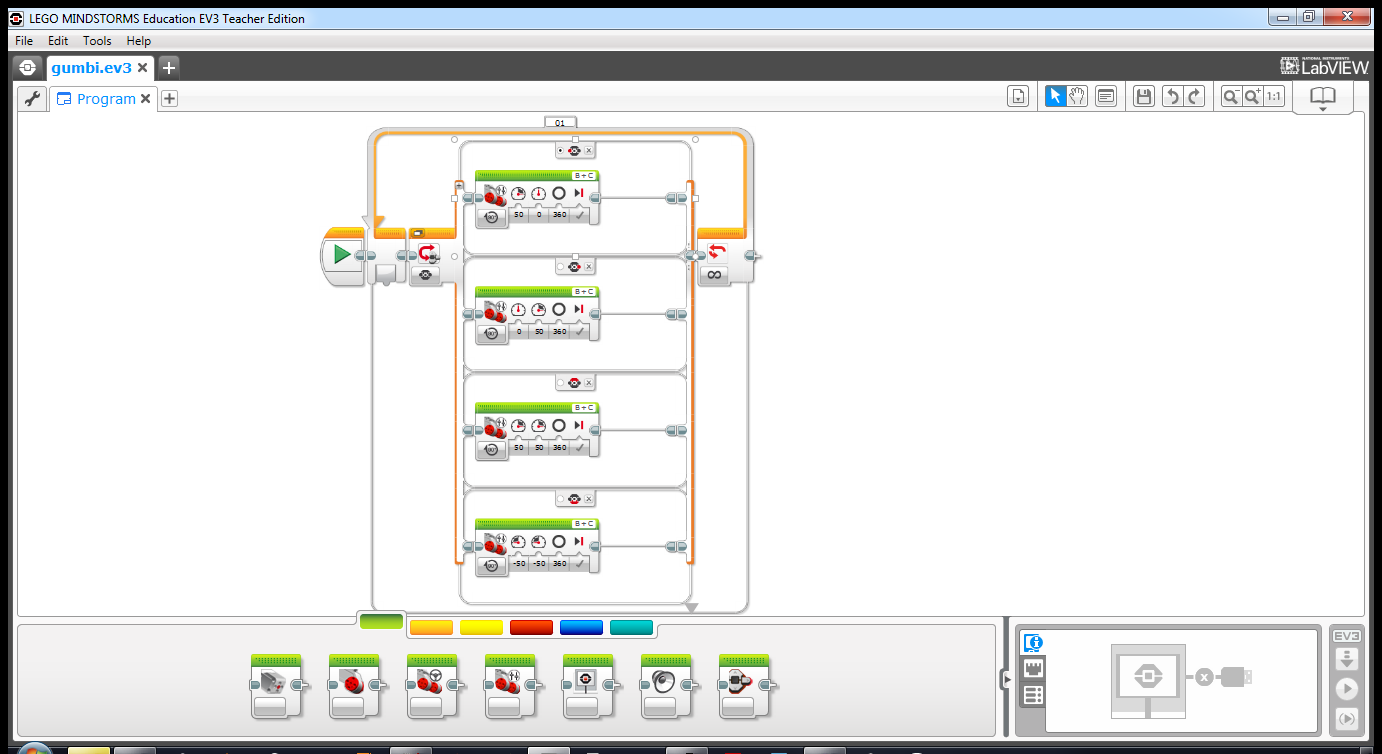 LEGO MINDSTORMS Education EV3 Teacher Edition
File Edit Tools Help
gumbi.ev3
NATIONAL INSTRUMENTS
LabVIEW
Program
1:1
01
B + C
50 0 360
B + C
0 50 360
B + C
50 50 360
B + C
-50 -50 360
EV3